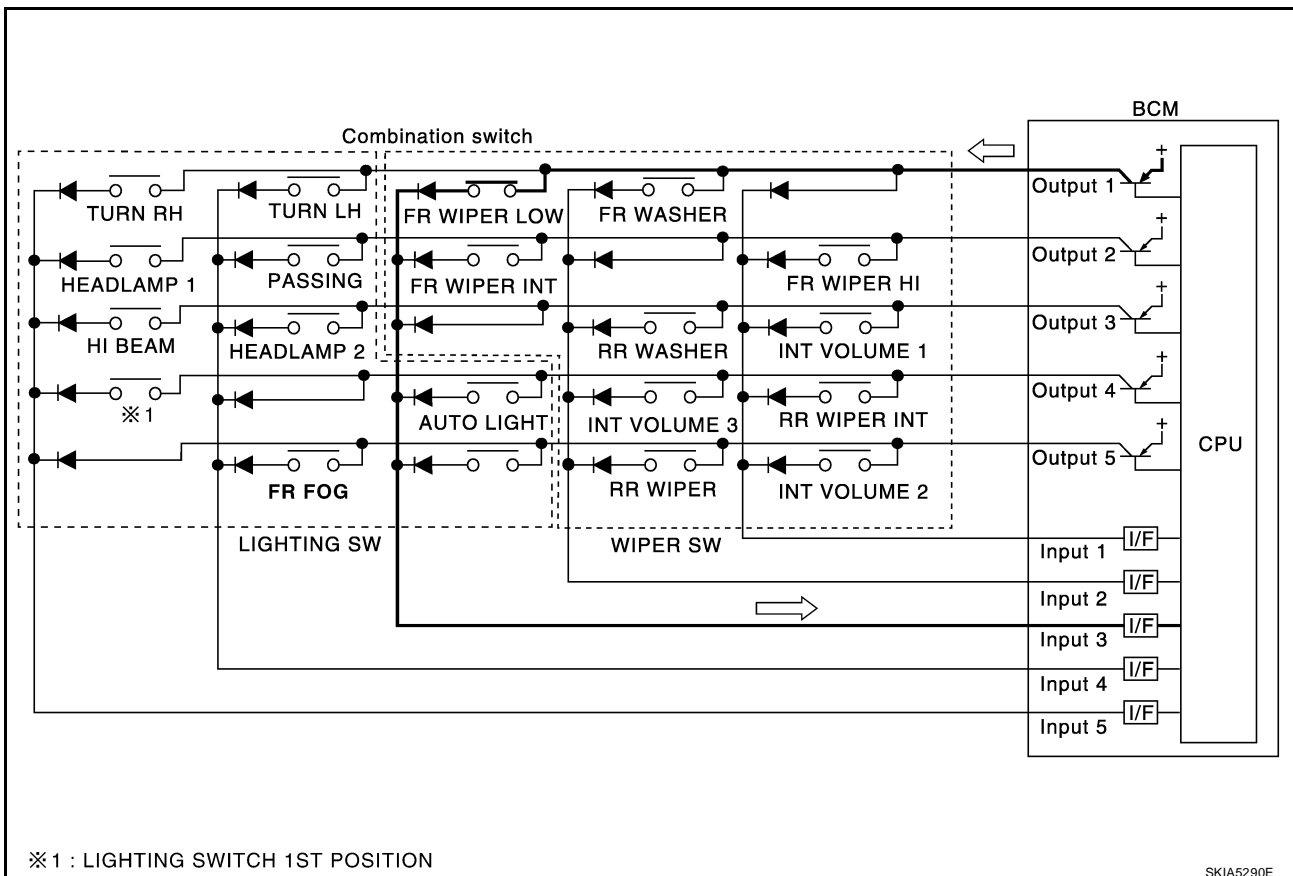 BCM
Combination switch
Output 1
TURN RH
TURN LH
FR WIPER LOW
FR WASHER
+
Output 2
HEADLAMP 1
PASSING
FR WIPER INT
FR WIPER HI
+
Output 3
HI BEAM
HEADLAMP 2
RR WASHER
INT VOLUME 1
+
Output 4
※1
AUTO LIGHT
INT VOLUME 3
RR WIPER INT
+
Output 5
CPU
FR FOG
RR WIPER
INT VOLUME 2
+
LIGHTING SW
WIPER SW
Input 1
I/F
Input 2
I/F
Input 3
I/F
Input 4
I/F
Input 5
I/F
※1 : LIGHTING SWITCH 1ST POSITION
SKIA5290E